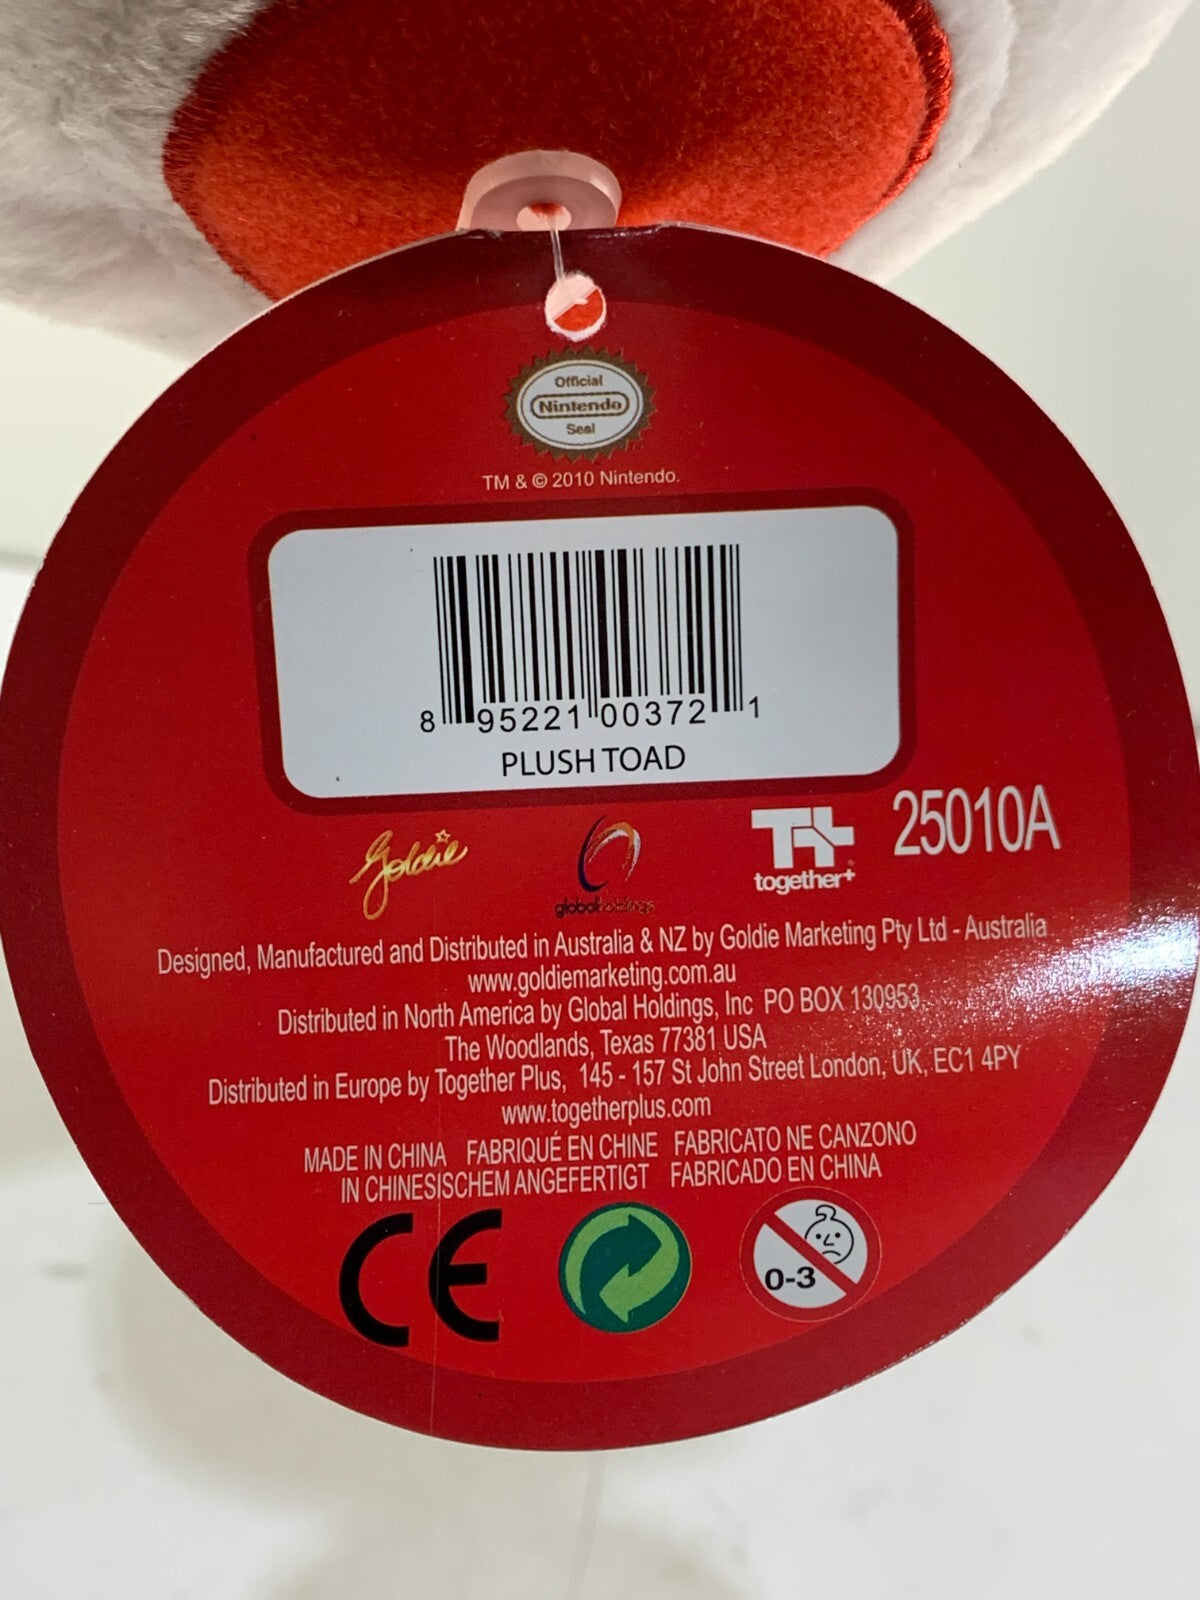 Official
Nintendo
Seal
TM & © 2010 Nintendo.
8 95221 00372 1
PLUSH TOAD
Goldie
globalholdings
T+
together+
25010A
Designed, Manufactured and Distributed in Australia & NZ by Goldie Marketing Pty Ltd - Australia
www.goldiemarketing.com.au
Distributed in North America by Global Holdings, Inc PO BOX 130953
The Woodlands, Texas 77381 USA
Distributed in Europe by Together Plus, 145 - 157 St John Street London, UK, EC1 4PY
www.togetherplus.com
MADE IN CHINA FABRIQUÉ EN CHINE FABRICATO NE CANZONO
IN CHINESISCHEM ANGEFERTIGT FABRICADO EN CHINA
CE
0-3